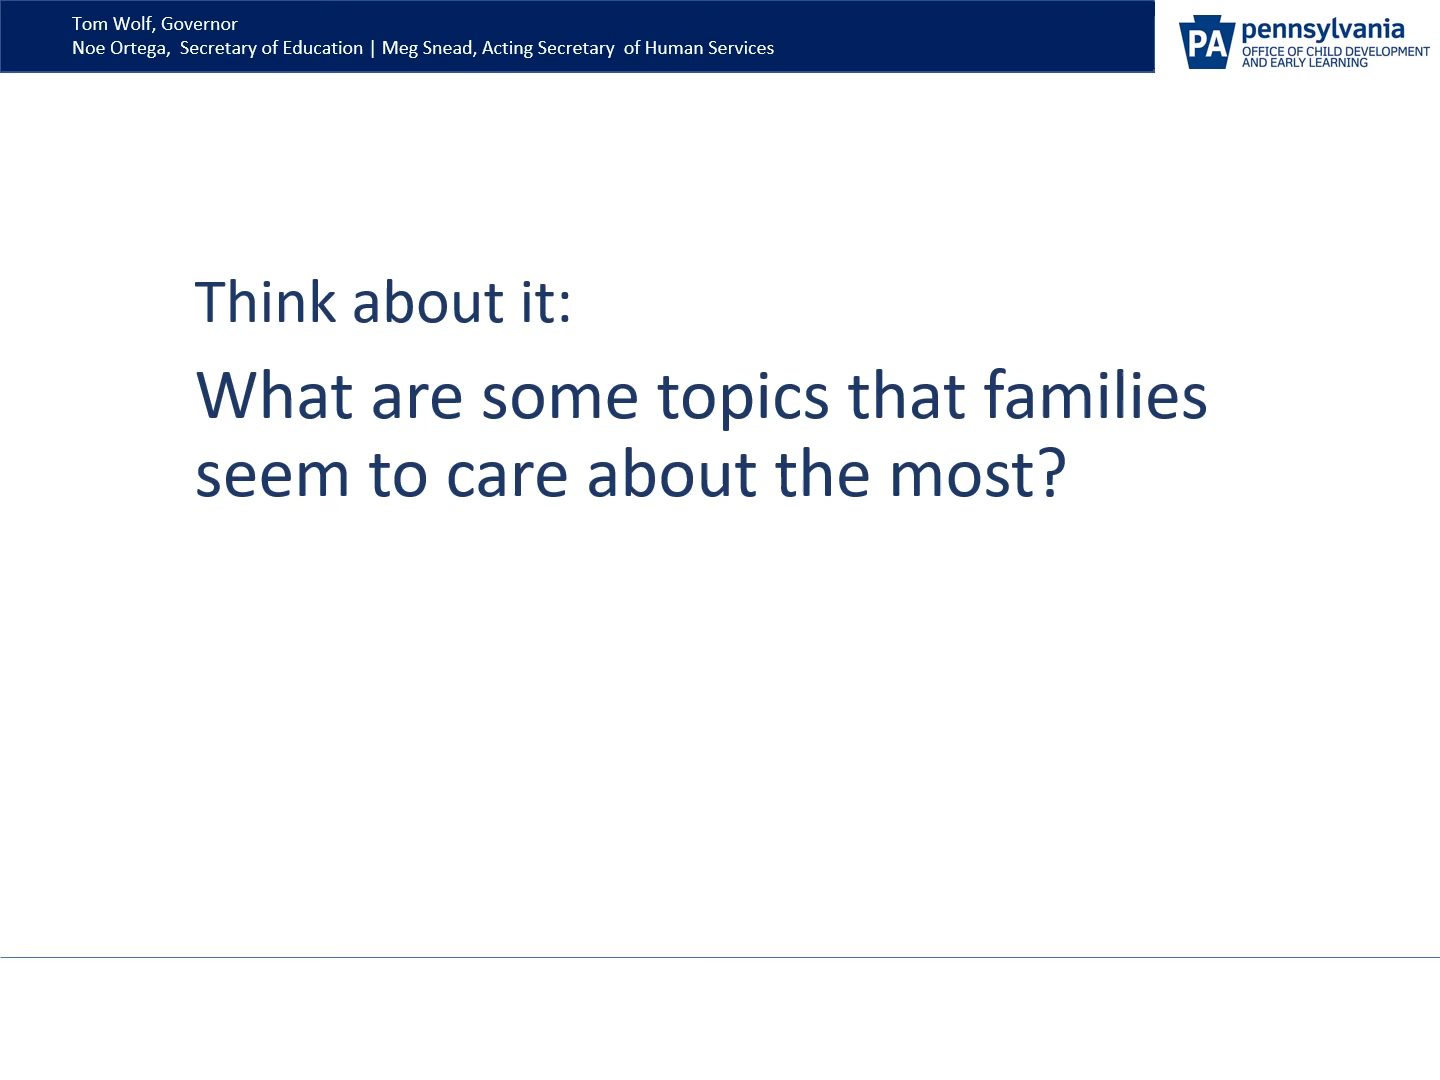 Tom Wolf, Governor
Noe Ortega,  Secretary of Education | Meg Snead, Acting Secretary  of Human Services
PA
pennsylvania
OFFICE OF CHILD DEVELOPMENT
AND EARLY LEARNING
Think about it:
What are some topics that families
seem to care about the most?